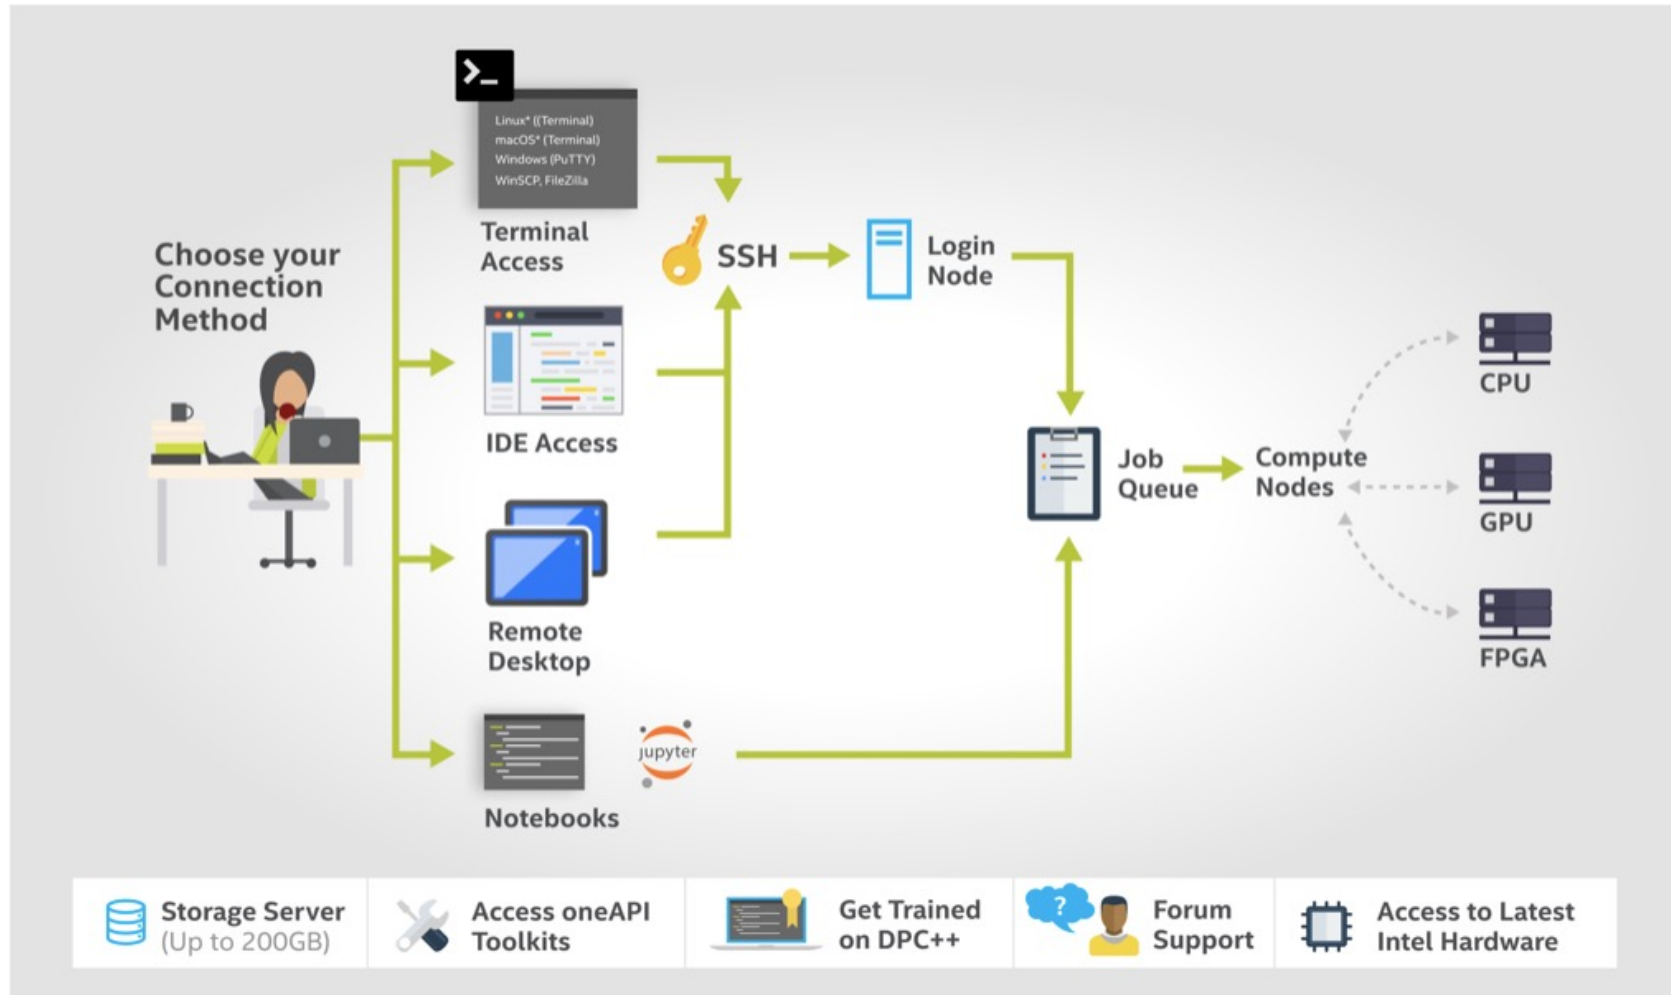 >_
Linux* ((Terminal)
macOS* (Terminal)
Windows (PuTTY)
WinSCP, FileZilla
Terminal
Access
Choose your
Connection
Method
SSH
Login
Node
IDE Access
CPU
Job
Queue
Compute
Nodes
GPU
Remote
Desktop
FPGA
jupyter
Notebooks
Storage Server
(Up to 200GB)
Access oneAPI
Toolkits
Get Trained
on DPC++
?
Forum
Support
Access to Latest
Intel Hardware